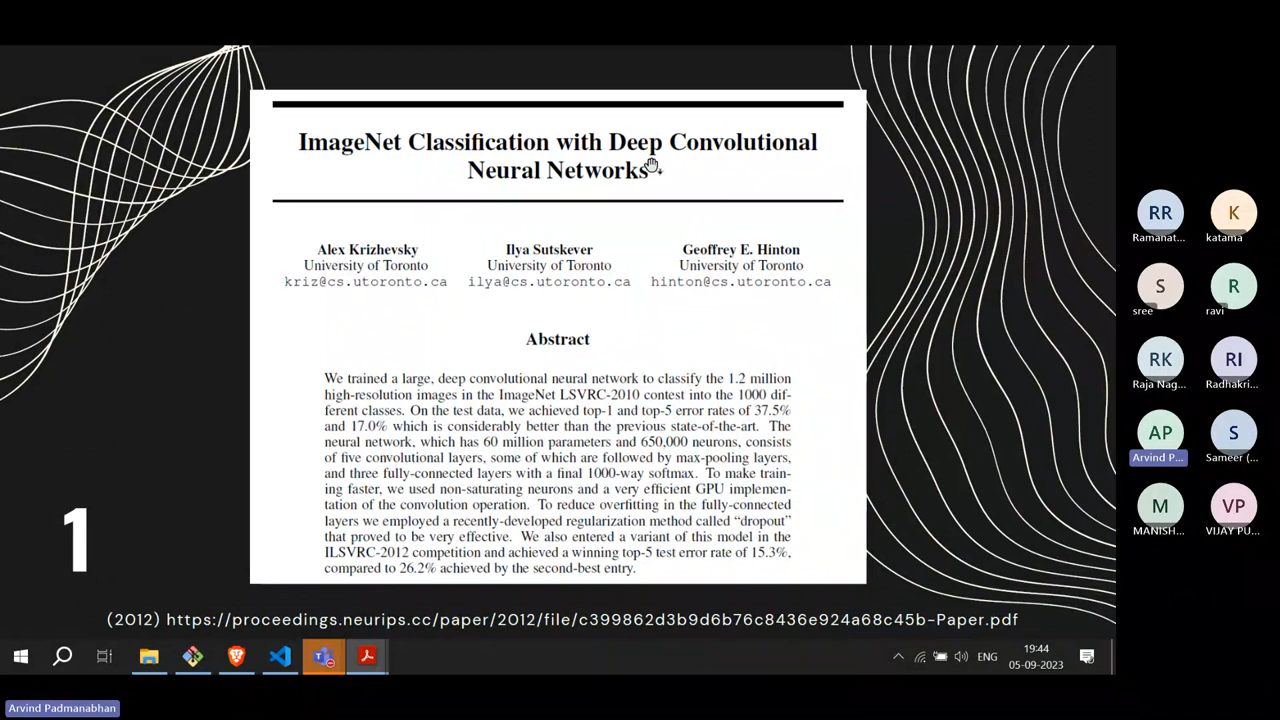 ImageNet Classification with Deep Convolutional
Neural Networks
Alex Krizhevsky
University of Toronto
kriz@cs.utoronto.ca
Ilya Sutskever
University of Toronto
ilya@cs.utoronto.ca
Geoffrey E. Hinton
University of Toronto
hinton@cs.utoronto.ca
Abstract
We trained a large, deep convolutional neural network to classify the 1.2 million
high-resolution images in the ImageNet LSVRC-2010 contest into the 1000 dif-
ferent classes. On the test data, we achieved top-1 and top-5 error rates of 37.5%
and 17.0% which is considerably better than the previous state-of-the-art. The
neural network, which has 60 million parameters and 650,000 neurons, consists
of five convolutional layers, some of which are followed by max-pooling layers,
and three fully-connected layers with a final 1000-way softmax. To make train-
ing faster, we used non-saturating neurons and a very efficient GPU implemen-
tation of the convolution operation. To reduce overfitting in the fully-connected
layers we employed a recently-developed regularization method called “dropout”
that proved to be very effective. We also entered a variant of this model in the
ILSVRC-2012 competition and achieved a winning top-5 test error rate of 15.3%,
compared to 26.2% achieved by the second-best entry.
1
(2012) https://proceedings.neurips.cc/paper/2012/file/c399862d3b9d6b76c8436e924a68c45b-Paper.pdf
ENG
19:44
05-09-2023
RR
Ramanat...
K
katama
S
sree
R
ravi
RK
Raja Nag...
RI
Radhakri...
AP
Arvind P...
S
Sameer (...
M
MANISH...
VP
VIJAY PU...
Arvind Padmanabhan